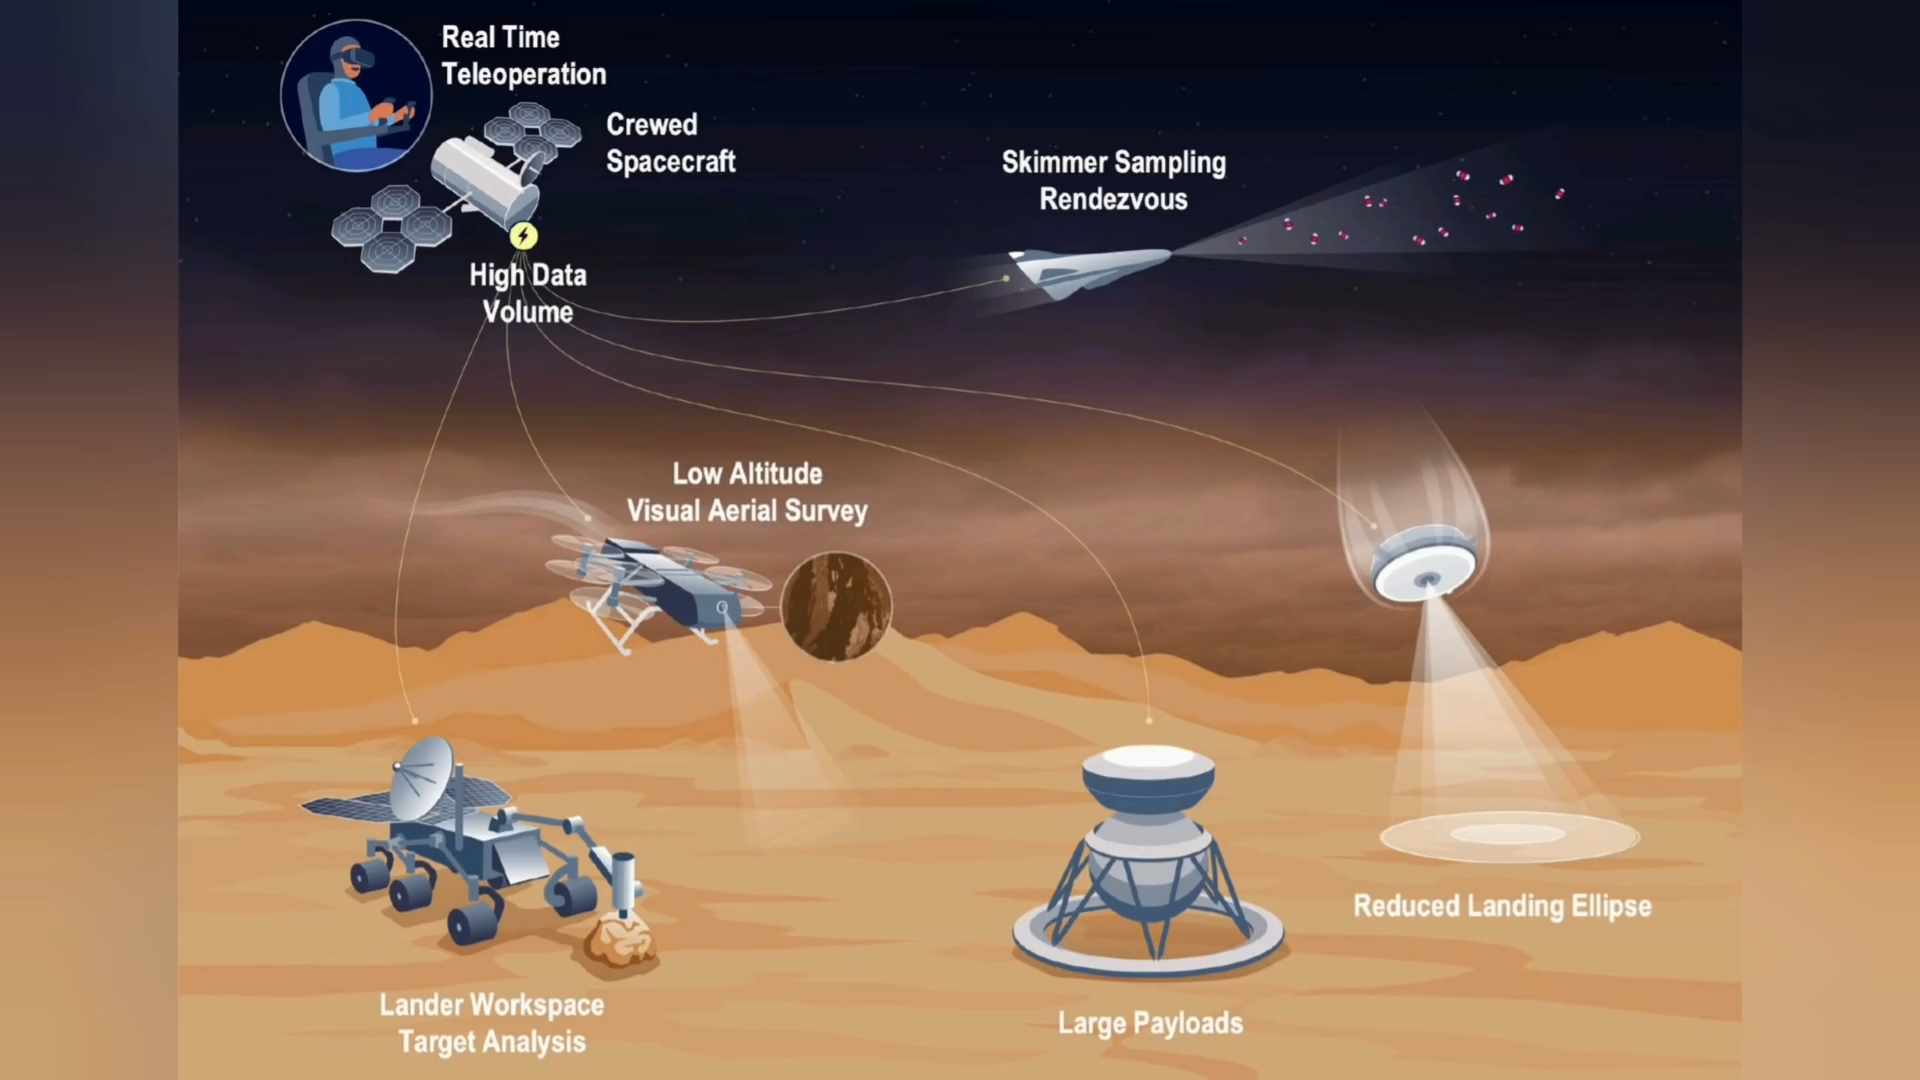 Real Time
Teleoperation
Crewed
Spacecraft
High Data
Volume
Skimmer Sampling
Rendezvous
Low Altitude
Visual Aerial Survey
Reduced Landing Ellipse
Lander Workspace
Target Analysis
Large Payloads